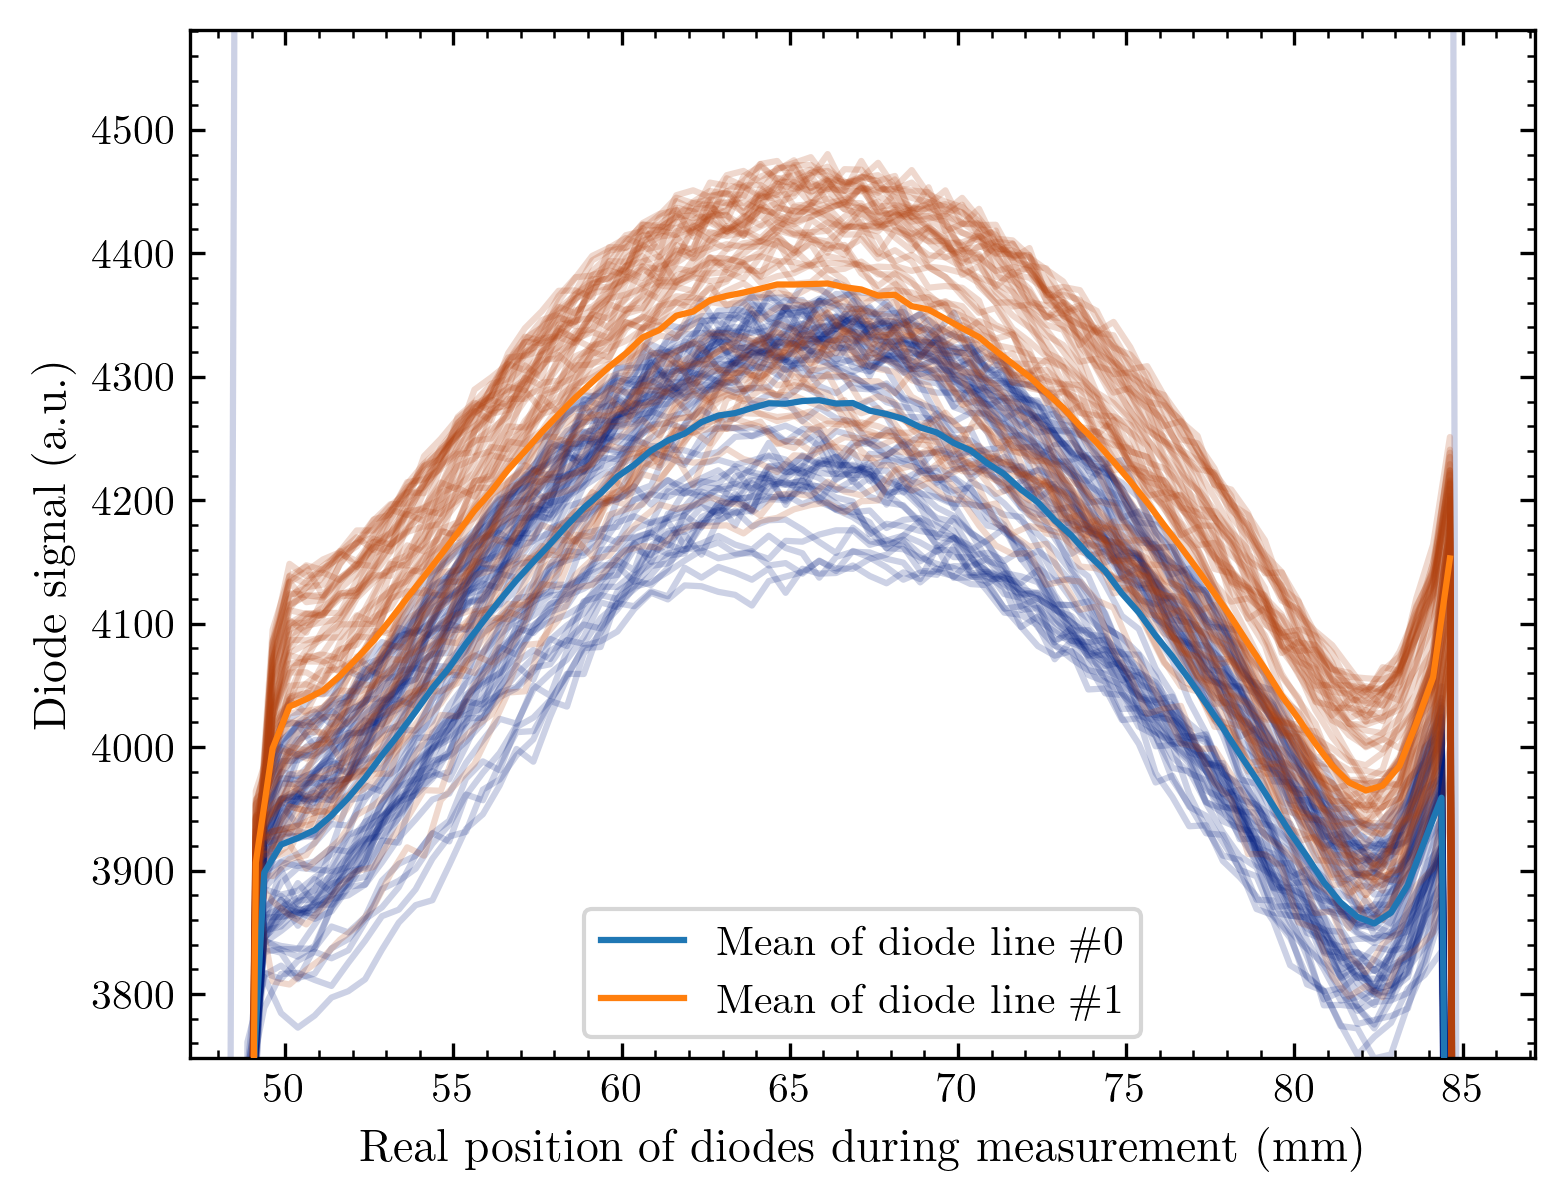 Diode signal (a.u.)
4500
4400
4300
4200
4100
4000
3900
3800
Mean of diode line #0
Mean of diode line #1
50 55 60 65 70 75 80 85
Real position of diodes during measurement (mm)